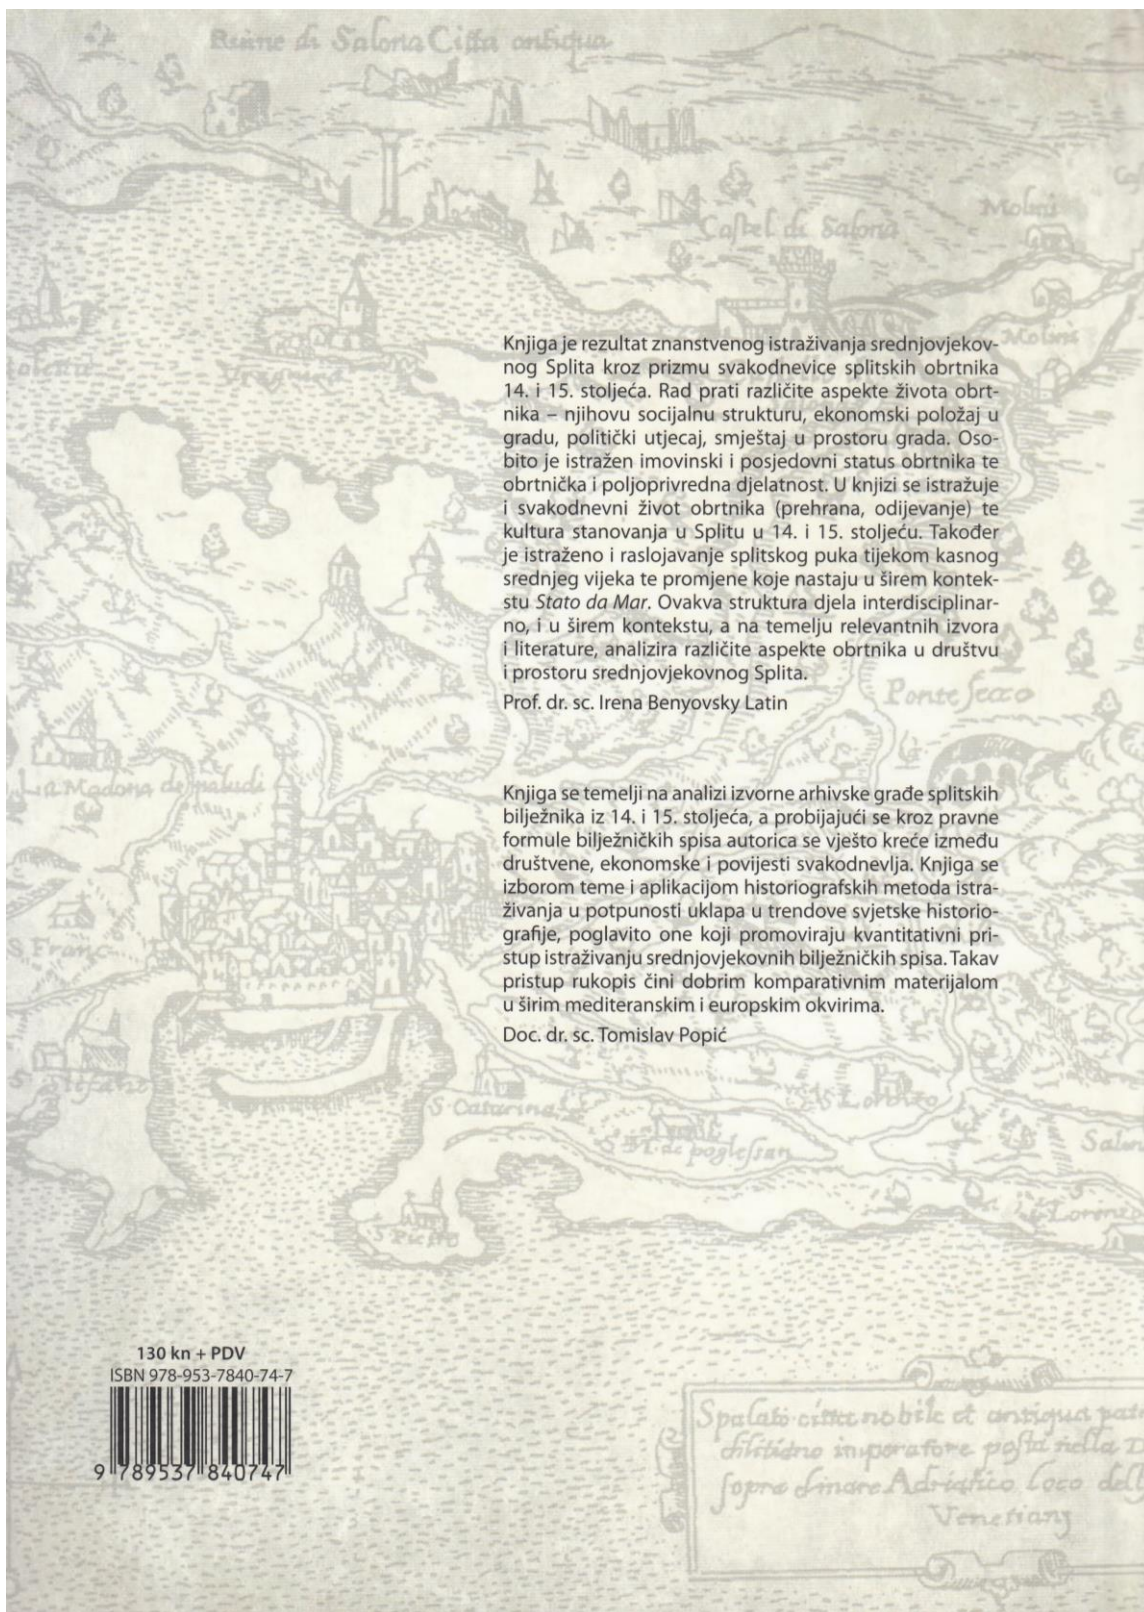 Ruine di Salona Citta antiqua
Molini
Castel di Salona
Molini
Knjiga je rezultat znanstvenog istraživanja srednjovjekov-
nog Splita kroz prizmu svakodnevice splitskih obrtnika
14. i 15. stoljeća. Rad prati različite aspekte života obrt-
nika – njihovu socijalnu strukturu, ekonomski položaj u
gradu, politički utjecaj, smještaj u prostoru grada. Oso-
bito je istražen imovinski i posjedovni status obrtnika te
obrtnička i poljoprivredna djelatnost. U knjizi se istražuje
i svakodnevni život obrtnika (prehrana, odijevanje) te
kultura stanovanja u Splitu u 14. i 15. stoljeću. Također
je istraženo i raslojavanje splitskog puka tijekom kasnog
srednjeg vijeka te promjene koje nastaju u širem kontek-
stu Stato da Mar. Ovakva struktura djela interdisciplinar-
no, i u širem kontekstu, a na temelju relevantnih izvora
i literature, analizira različite aspekte obrtnika u društvu
i prostoru srednjovjekovnog Splita.
Prof. dr. sc. Irena Benyovsky Latin
Ponte secco
La Madona de paludi
Knjiga se temelji na analizi izvorne arhivske građe splitskih
bilježnika iz 14. i 15. stoljeća, a probijajući se kroz pravne
formule bilježničkih spisa autorica se vješto kreće između
društvene, ekonomske i povijesti svakodnevlja. Knjiga se
izborom teme i aplikacijom historiografskih metoda istra-
živanja u potpunosti uklapa u trendove svjetske historio-
grafije, poglavito one koji promoviraju kvantitativni pri-
stup istraživanju srednjovjekovnih bilježničkih spisa. Takav
pristup rukopis čini dobrim komparativnim materijalom
u širim mediteranskim i europskim okvirima.
Doc. dr. sc. Tomislav Popić
S. Fran
S. Catarina
S. Lorenzo
de poglessan
S. Pietro
130 kn + PDV
ISBN 978-953-7840-74-7
9 789537 840747
Spalato citta nobile et antiqua
imperatore posta nella
sopra el mare Adriatico loco
Venetiani